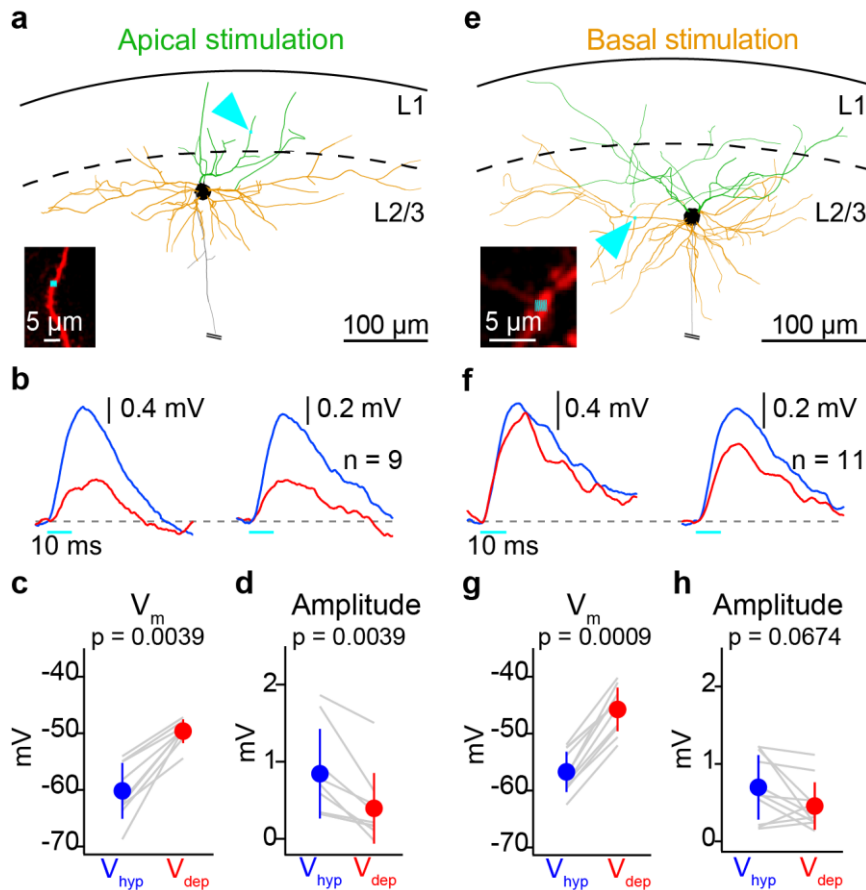 a
Apical stimulation
L1
L2/3
5 µm
100 µm
e
Basal stimulation
L1
L2/3
5 µm
100 µm
b
0.4 mV
0.2 mV
n = 9
10 ms
f
0.4 mV
0.2 mV
n = 11
10 ms
c
Vm
p = 0.0039
mV
-40
-50
-60
-70
Vhyp
Vdep
d
Amplitude
p = 0.0039
mV
2
1
0
Vhyp
Vdep
g
Vm
p = 0.0009
mV
-40
-50
-60
-70
Vhyp
Vdep
h
Amplitude
p = 0.0674
mV
2
1
0
Vhyp
Vdep